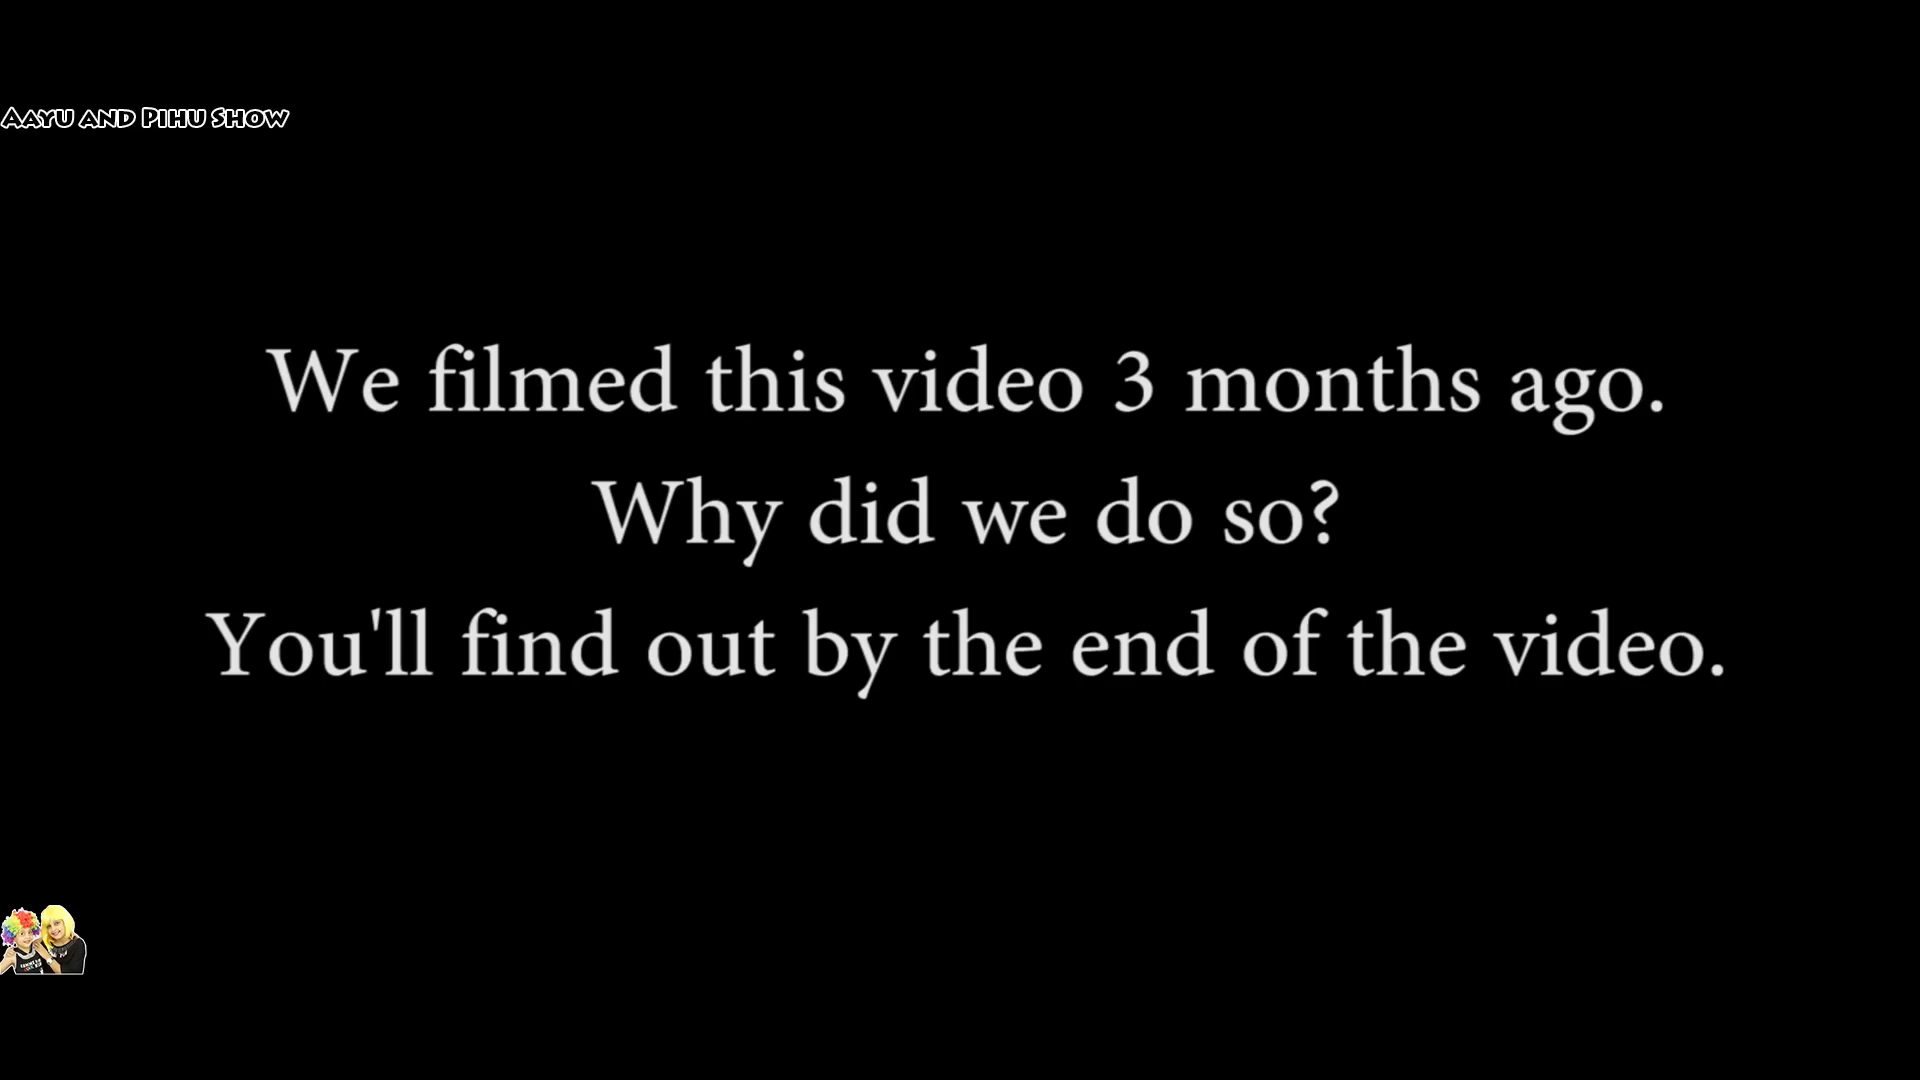 Aayu and Pihu Show
We filmed this video 3 months ago.
Why did we do so?
You'll find out by the end of the video.